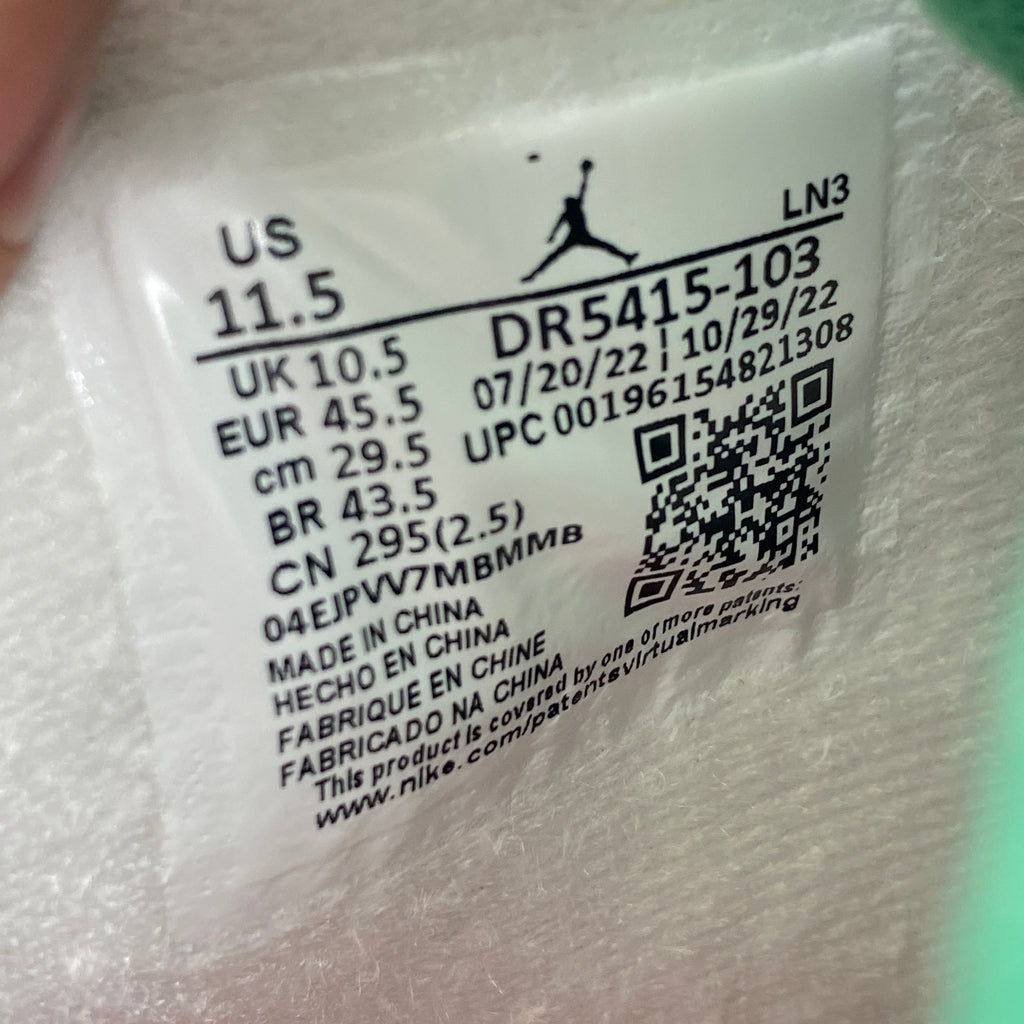 US
11.5
LN3
UK 10.5
EUR 45.5
cm 29.5
BR 43.5
CN 295(2.5)
04EJPVV7MBMMB
DR5415-103
07/20/22 ¦ 10/29/22
UPC 00196154821308
MADE IN CHINA
HECHO EN CHINA
FABRIQUE EN CHINE
FABRICADO NA CHINA
This product is covered by one or more patents:
www.nike.com/patentsvirtualmarking